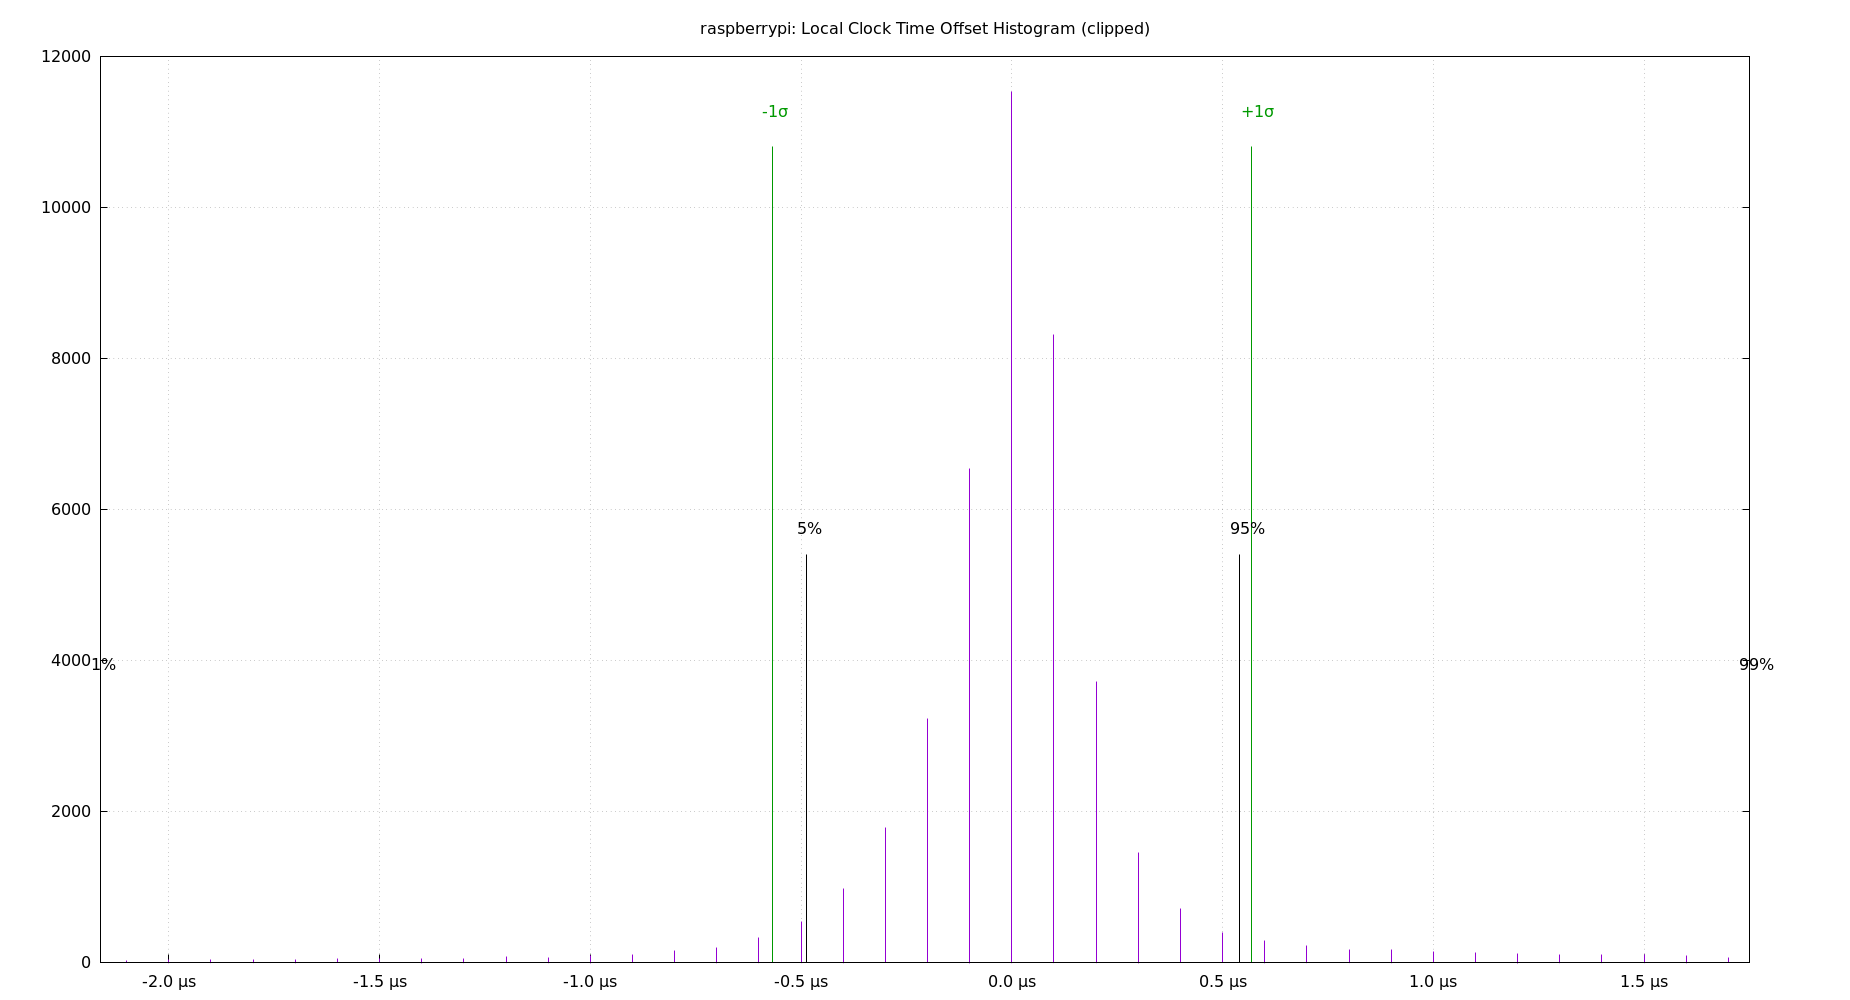 raspberrypi: Local Clock Time Offset Histogram (clipped)
12000
-1σ
+1σ
10000
8000
6000
5%
95%
4000
1%
99%
2000
0
-2.0 µs
-1.5 µs
-1.0 µs
-0.5 µs
0.0 µs
0.5 µs
1.0 µs
1.5 µs